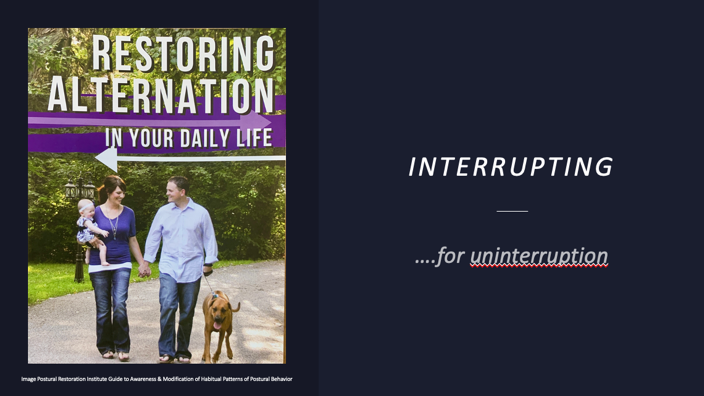 RESTORING
ALTERNATION
IN YOUR DAILY LIFE
INTERRUPTING
....for uninterruption
Image Postural Restoration Institute Guide to Awareness & Modification of Habitual Patterns of Postural Behavior